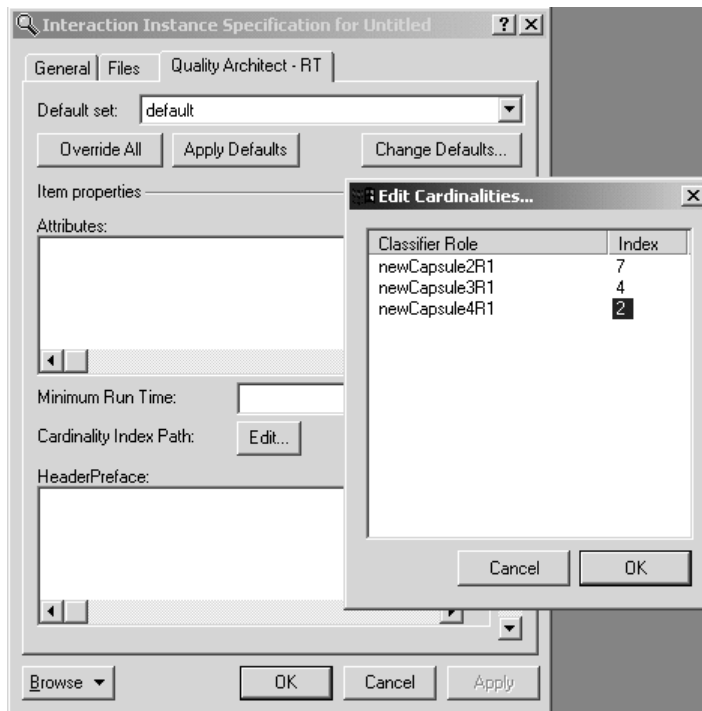 Interaction Instance Specification for Untitled
General Files Quality Architect - RT
Default set: default
Override All Apply Defaults Change Defaults...
Item properties
Attributes:
Minimum Run Time:
Cardinality Index Path: Edit...
HeaderPreface:
Browse OK Cancel Apply
Edit Cardinalities...
Classifier Role Index
newCapsule2R1 7
newCapsule3R1 4
newCapsule4R1 2
Cancel OK